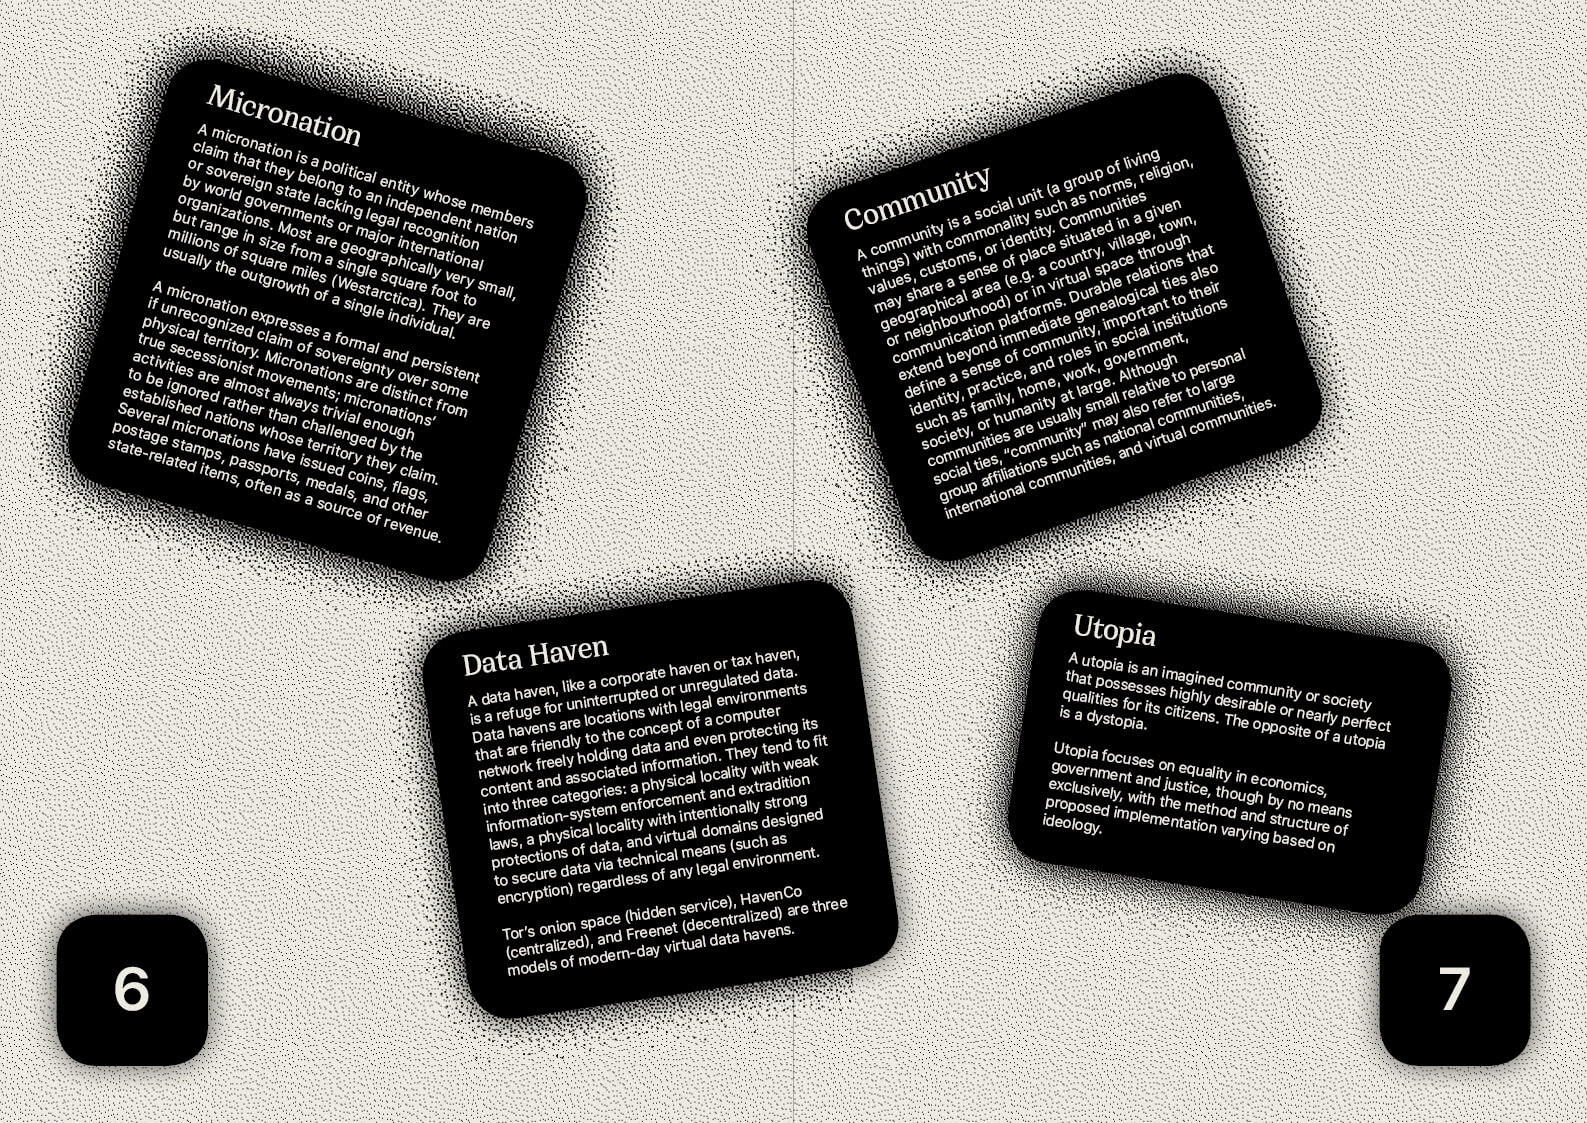 Micronation
A micronation is a political entity whose members
claim that they belong to an independent nation
or sovereign state lacking legal recognition
by world governments or major international
organizations. Most are geographically very small,
but range in size from a single square foot to
millions of square miles (Westarctica). They are
usually the outgrowth of a single individual.
A micronation expresses a formal and persistent
if unrecognized claim of sovereignty over some
physical territory. Micronations are distinct from
true secessionist movements; micronations’
activities are almost always trivial enough
to be ignored rather than challenged by the
established nations whose territory they claim.
Several micronations have issued coins, flags,
postage stamps, passports, medals, and other
state-related items, often as a source of revenue.
Community
A community is a social unit (a group of living
things) with commonality such as norms, religion,
values, customs, or identity. Communities
may share a sense of place situated in a given
geographical area (e.g. a country, village, town,
or neighbourhood) or in virtual space through
communication platforms. Durable relations that
extend beyond immediate genealogical ties also
define a sense of community, important to their
identity, practice, and roles in social institutions
such as family, home, work, government,
society, or humanity at large. Although
communities are usually small relative to personal
social ties, “community” may also refer to large
group affiliations such as national communities,
international communities, and virtual communities.
Data Haven
A data haven, like a corporate haven or tax haven,
is a refuge for uninterrupted or unregulated data.
Data havens are locations with legal environments
that are friendly to the concept of a computer
network freely holding data and even protecting its
content and associated information. They tend to fit
into three categories: a physical locality with weak
information-system enforcement and extradition
laws, a physical locality with intentionally strong
protections of data, and virtual domains designed
to secure data via technical means (such as
encryption) regardless of any legal environment.
Tor’s onion space (hidden service), HavenCo
(centralized), and Freenet (decentralized) are three
models of modern-day virtual data havens.
Utopia
A utopia is an imagined community or society
that possesses highly desirable or nearly perfect
qualities for its citizens. The opposite of a utopia
is a dystopia.
Utopia focuses on equality in economics,
government and justice, though by no means
exclusively, with the method and structure of
proposed implementation varying based on
ideology.
6
7